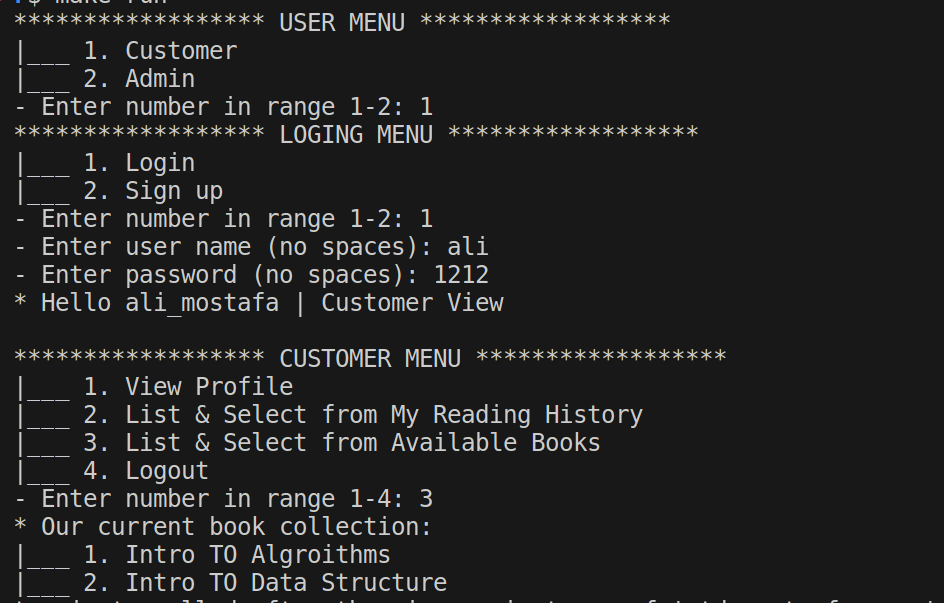 ****************** USER MENU ******************
|___ 1. Customer
|___ 2. Admin
- Enter number in range 1-2: 1
****************** LOGING MENU ******************
|___ 1. Login
|___ 2. Sign up
- Enter number in range 1-2: 1
- Enter user name (no spaces): ali
- Enter password (no spaces): 1212
* Hello ali_mostafa | Customer View
****************** CUSTOMER MENU ******************
|___ 1. View Profile
|___ 2. List & Select from My Reading History
|___ 3. List & Select from Available Books
|___ 4. Logout
- Enter number in range 1-4: 3
* Our current book collection:
|___ 1. Intro TO Algroithms
|___ 2. Intro TO Data Structure